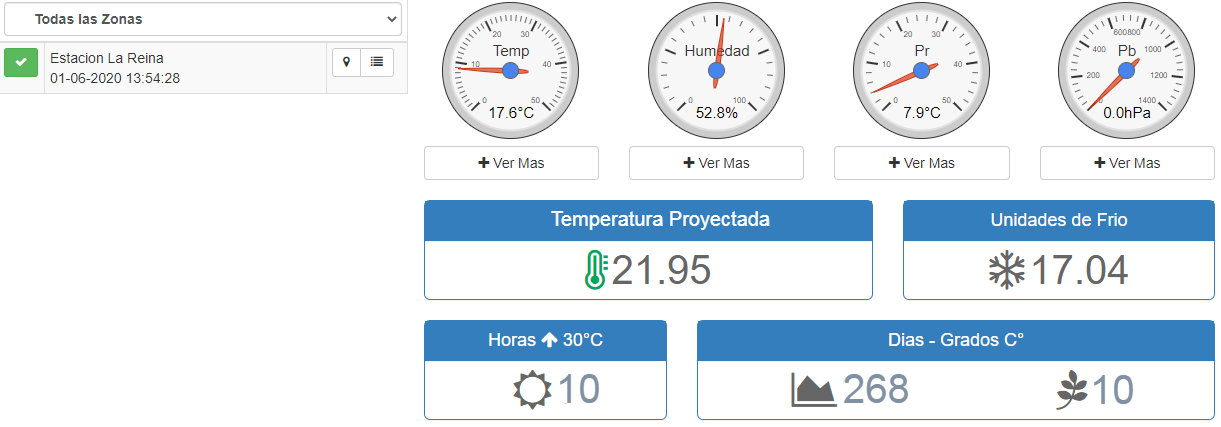 Todas las Zonas
Estacion La Reina
01-06-2020 13:54:28
Temp
0 10 20 30 40 50
17.6°C
Humedad
0 100
52.8%
Pr
0 10 20 30 40 50
7.9°C
Pb
0 200 400 600 800 1000 1200 1400
0.0hPa
Ver Mas
Ver Mas
Ver Mas
Ver Mas
Temperatura Proyectada
21.95
Unidades de Frio
17.04
Horas 30°C
10
Dias - Grados C°
268
10